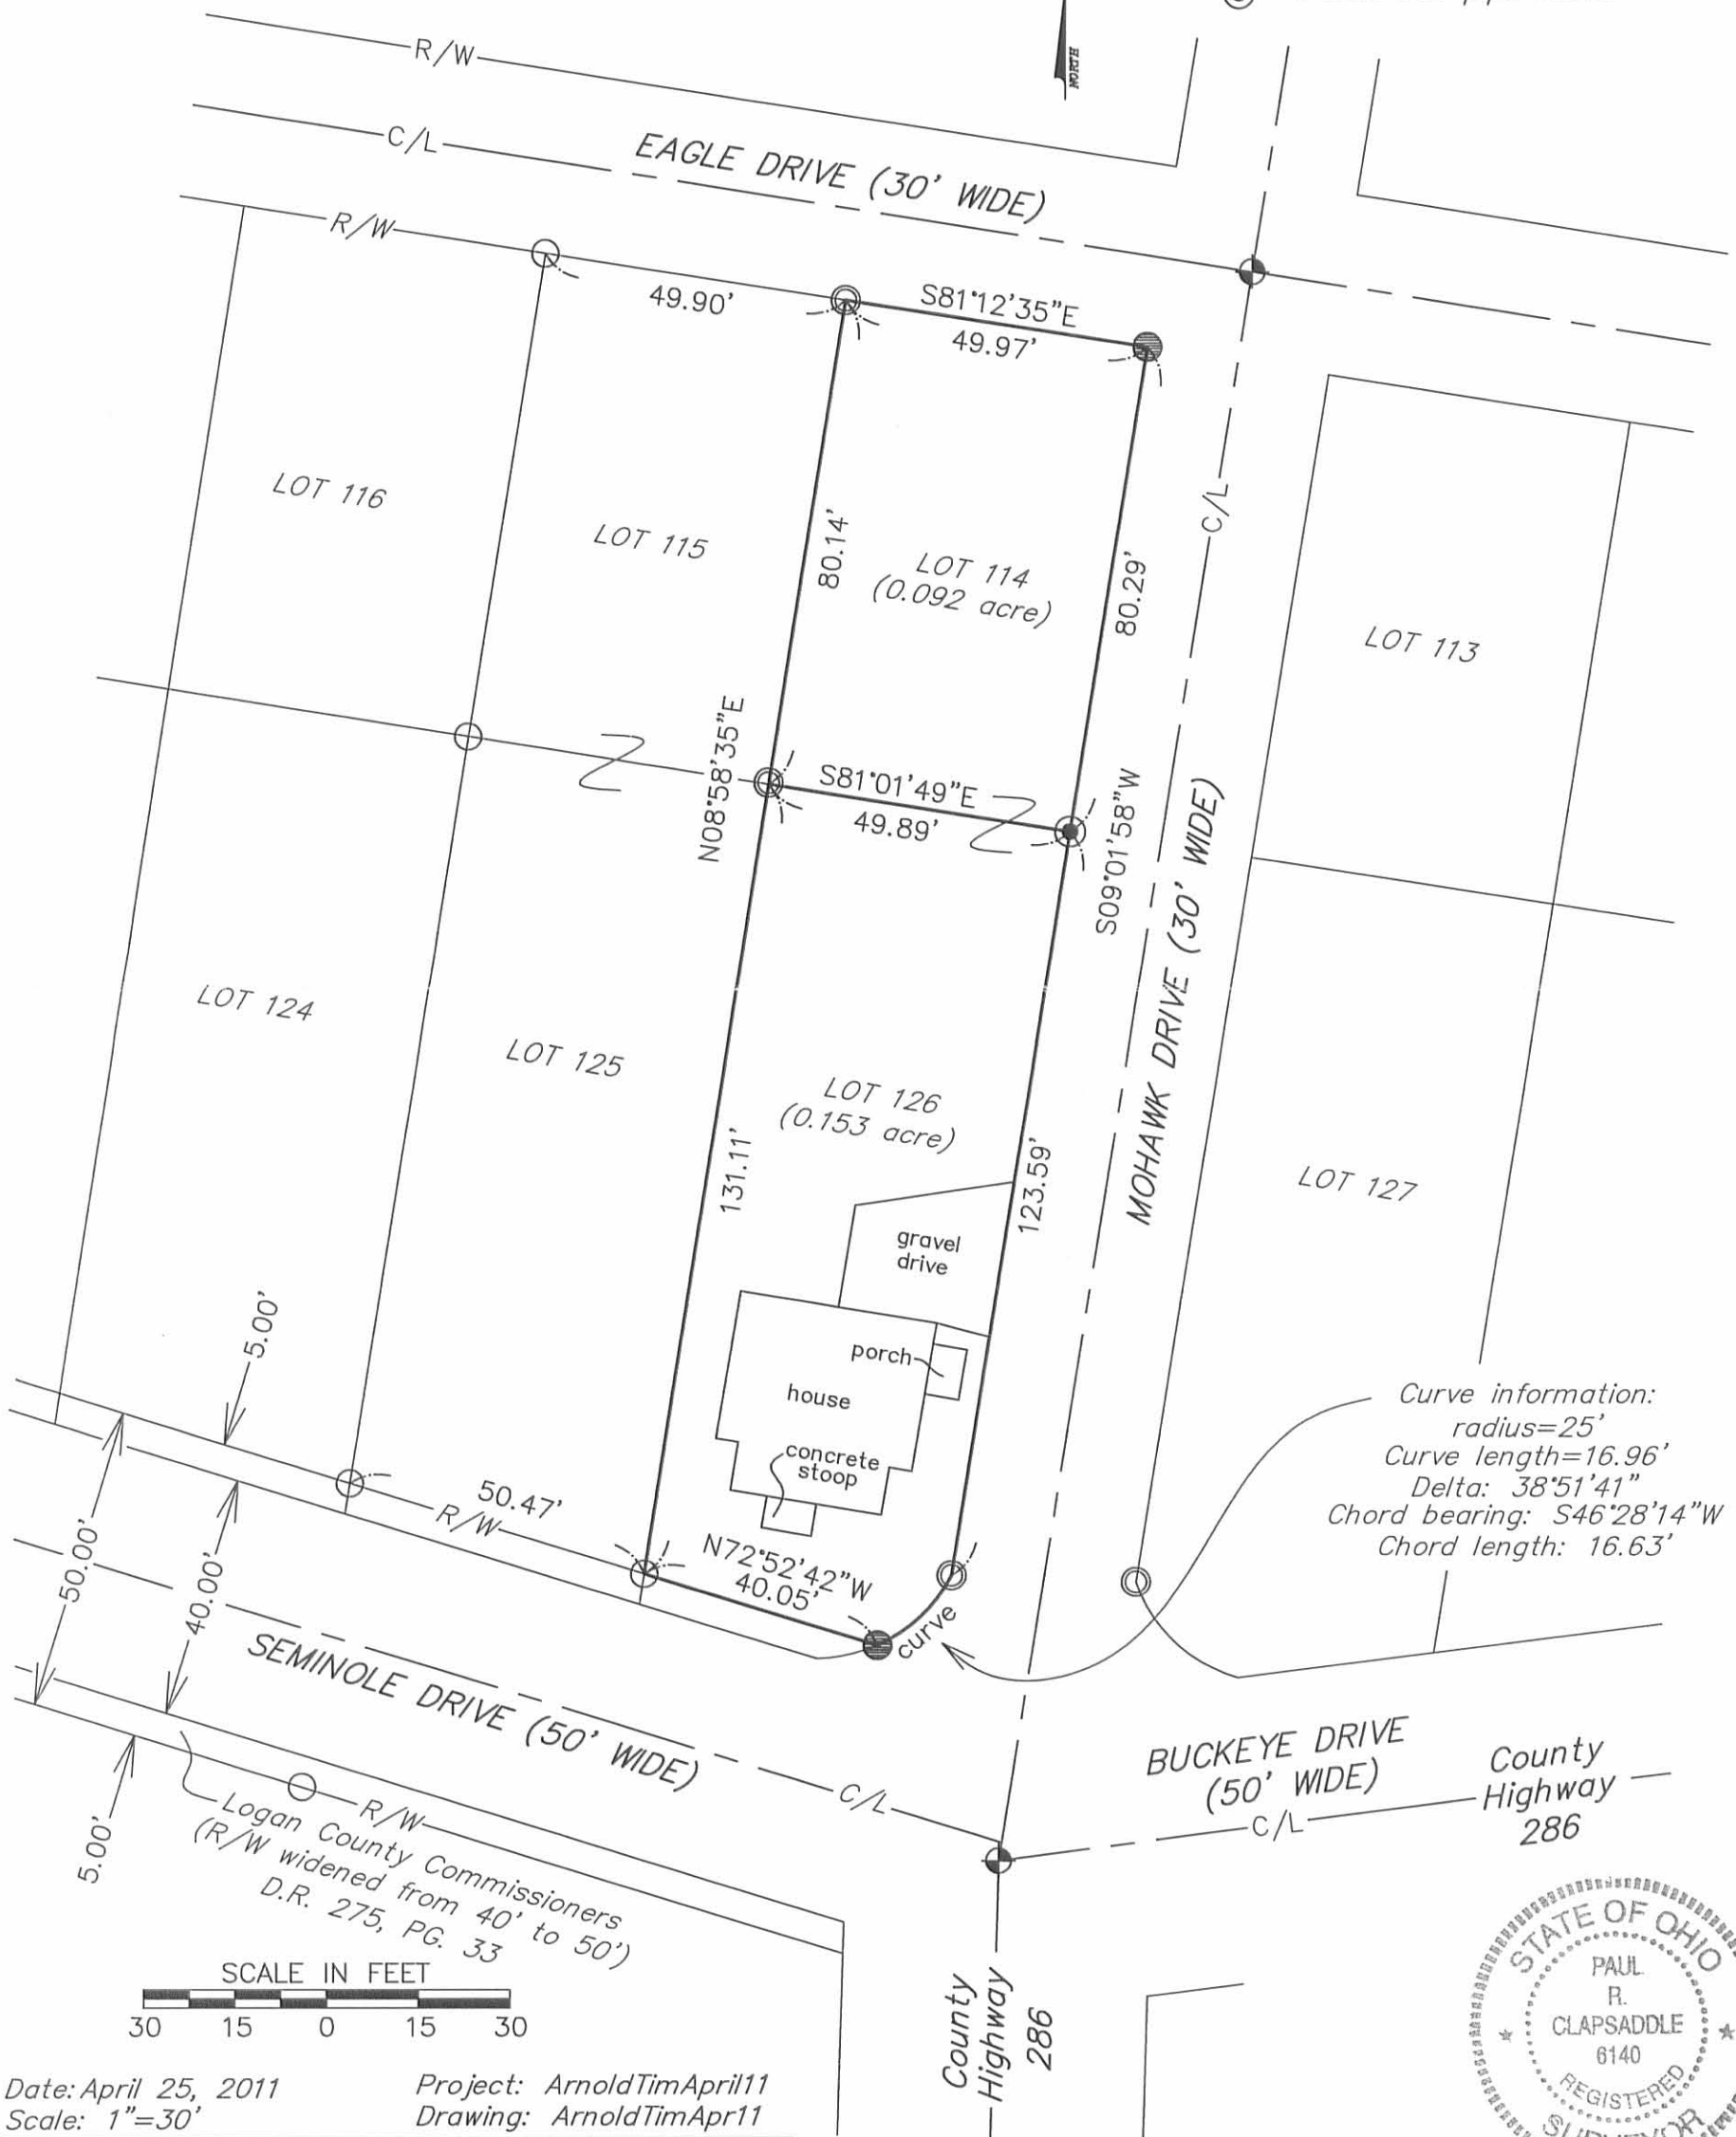 NORTH
R/W
C/L
EAGLE DRIVE (30' WIDE)
R/W
49.90'
S81°12'35"E
49.97'
LOT 116
LOT 115
80.14'
LOT 114
(0.092 acre)
80.29'
C/L
LOT 113
N08°58'35"E
S81°01'49"E
49.89'
S09°01'58"W
MOHAWK DRIVE (30' WIDE)
LOT 124
LOT 125
LOT 126
(0.153 acre)
131.11'
123.59'
LOT 127
gravel
drive
5.00'
porch
house
concrete
stoop
Curve information:
radius=25'
Curve length=16.96'
Delta: 38°51'41"
Chord bearing: S46°28'14"W
Chord length: 16.63'
50.47'
R/W
N72°52'42"W
40.05'
curve
50.00'
40.00'
SEMINOLE DRIVE (50' WIDE)
C/L
BUCKEYE DRIVE
(50' WIDE)
C/L
County
Highway
286
5.00'
R/W
Logan County Commissioners
(R/W widened from 40' to 50')
D.R. 275, PG. 33
SCALE IN FEET
30 15 0 15 30
County
Highway
286
STATE OF OHIO
PAUL
R.
CLAPSADDLE
6140
REGISTERED
SURVEYOR
Date: April 25, 2011
Scale: 1"=30'
Project: ArnoldTimApril11
Drawing: ArnoldTimApr11